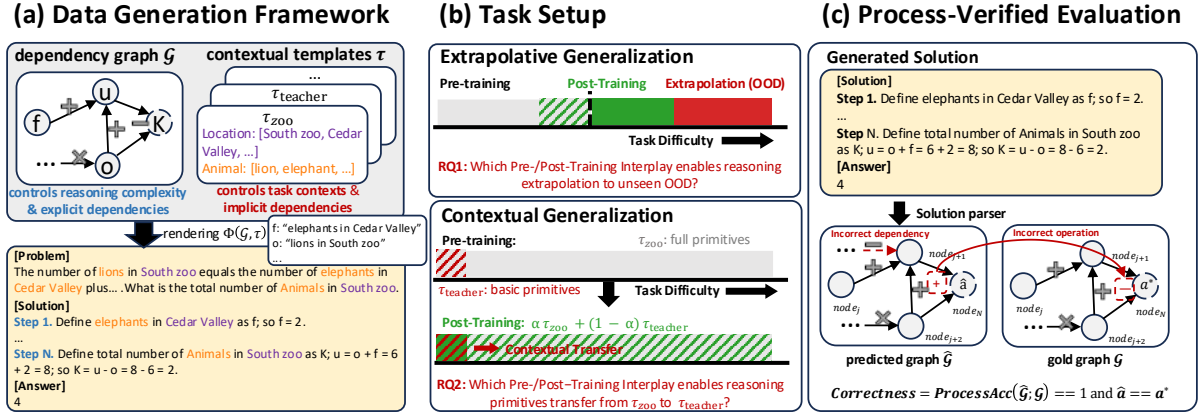 (a) Data Generation Framework
dependency graph 𝒢
contextual templates τ
...
τteacher
τzoo
Location: [South zoo, Cedar
Valley, ...]
Animal: [lion, elephant, ...]
u
f
K
o
...
controls reasoning complexity
& explicit dependencies
controls task contexts &
implicit dependencies
rendering Φ(𝒢, τ)
f: “elephants in Cedar Valley”
o: “lions in South zoo”
...
[Problem]
The number of lions in South zoo equals the number of elephants in
Cedar Valley plus... .What is the total number of Animals in South zoo.
[Solution]
Step 1. Define elephants in Cedar Valley as f; so f = 2.
...
Step N. Define total number of Animals in South zoo as K; u = o + f = 6
+ 2 = 8; so K = u - o = 8 - 6 = 2.
[Answer]
4
(b) Task Setup
Extrapolative Generalization
Pre-training
Post-Training
Extrapolation (OOD)
Task Difficulty
RQ1: Which Pre-/Post-Training Interplay enables reasoning
extrapolation to unseen OOD?
Contextual Generalization
Pre-training:
τzoo: full primitives
τteacher: basic primitives
Task Difficulty
Post-Training: α τzoo + (1 − α) τteacher
Contextual Transfer
RQ2: Which Pre-/Post–Training Interplay enables reasoning
primitives transfer from τzoo to τteacher?
(c) Process-Verified Evaluation
Generated Solution
[Solution]
Step 1. Define elephants in Cedar Valley as f; so f = 2.
...
Step N. Define total number of Animals in South zoo
as K; u = o + f = 6 + 2 = 8; so K = u - o = 8 - 6 = 2.
[Answer]
4
Solution parser
Incorrect dependency
...
nodej+1
â
nodej
nodeN
...
nodej+2
predicted graph 𝒢̂
Incorrect operation
nodej+1
a*
nodej
nodeN
...
nodej+2
gold graph 𝒢
Correctness = ProcessAcc(𝒢̂; 𝒢) == 1 and â == a*